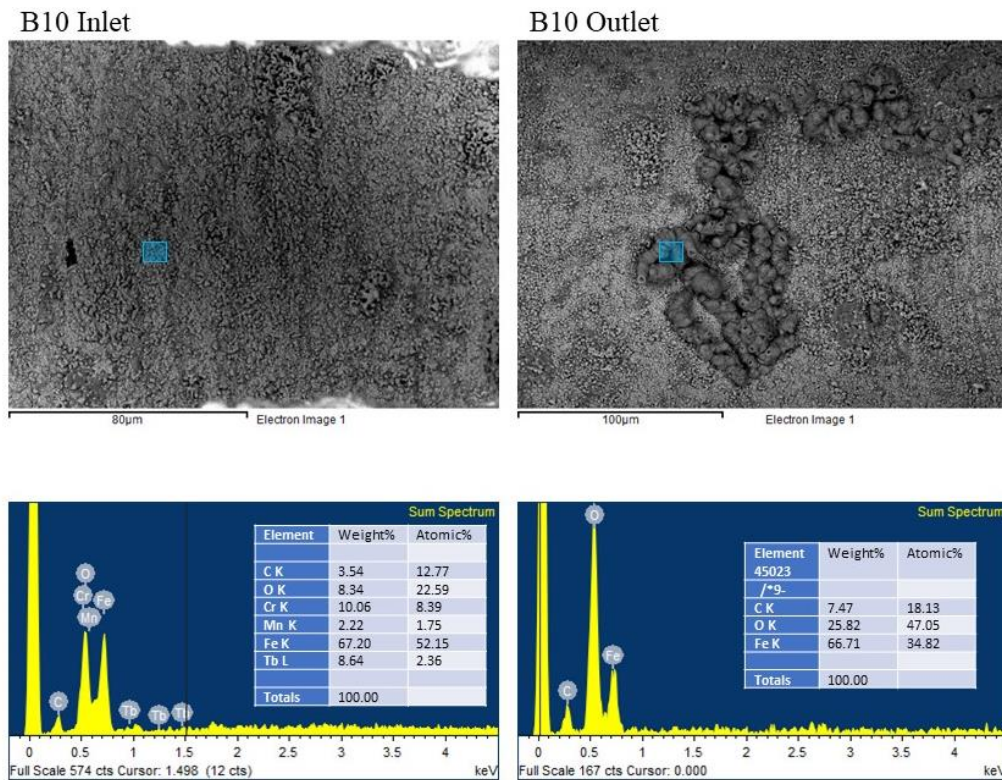 B10 Inlet
B10 Outlet
80µm
Electron Image 1
100µm
Electron Image 1
Sum Spectrum
O
Cr
Fe
Mn
C
Tb
Tb
Tb
Element Weight% Atomic%
C K 3.54 12.77
O K 8.34 22.59
Cr K 10.06 8.39
Mn K 2.22 1.75
Fe K 67.20 52.15
Tb L 8.64 2.36
Totals 100.00
0 0.5 1 1.5 2 2.5 3 3.5 4
Full Scale 574 cts Cursor: 1.498 (12 cts) keV
Sum Spectrum
O
Fe
C
Element Weight% Atomic%
45023
/*9-
C K 7.47 18.13
O K 25.82 47.05
Fe K 66.71 34.82
Totals 100.00
0 0.5 1 1.5 2 2.5 3 3.5 4
Full Scale 167 cts Cursor: 0.000 keV